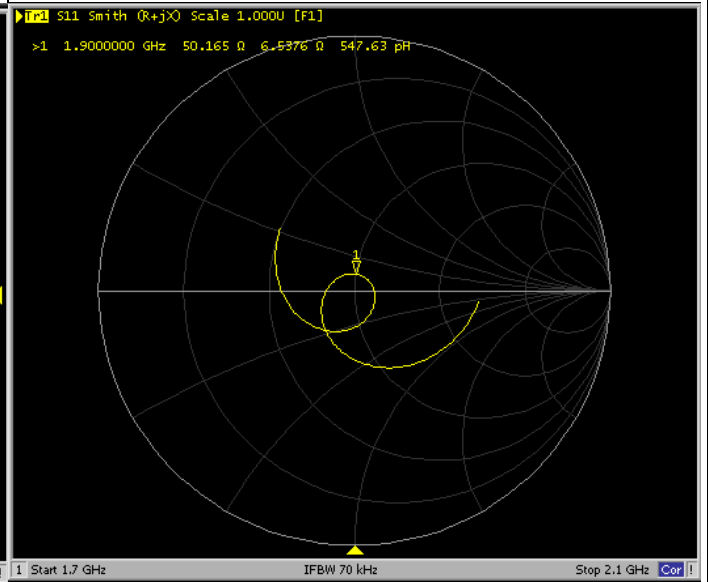 Tr1 S11 Smith (R+jX) Scale 1.000U [F1]
>1 1.9000000 GHz 50.165 Ω 6.5376 Ω 547.63 pH
1
1 Start 1.7 GHz IFBW 70 kHz Stop 2.1 GHz Cor !